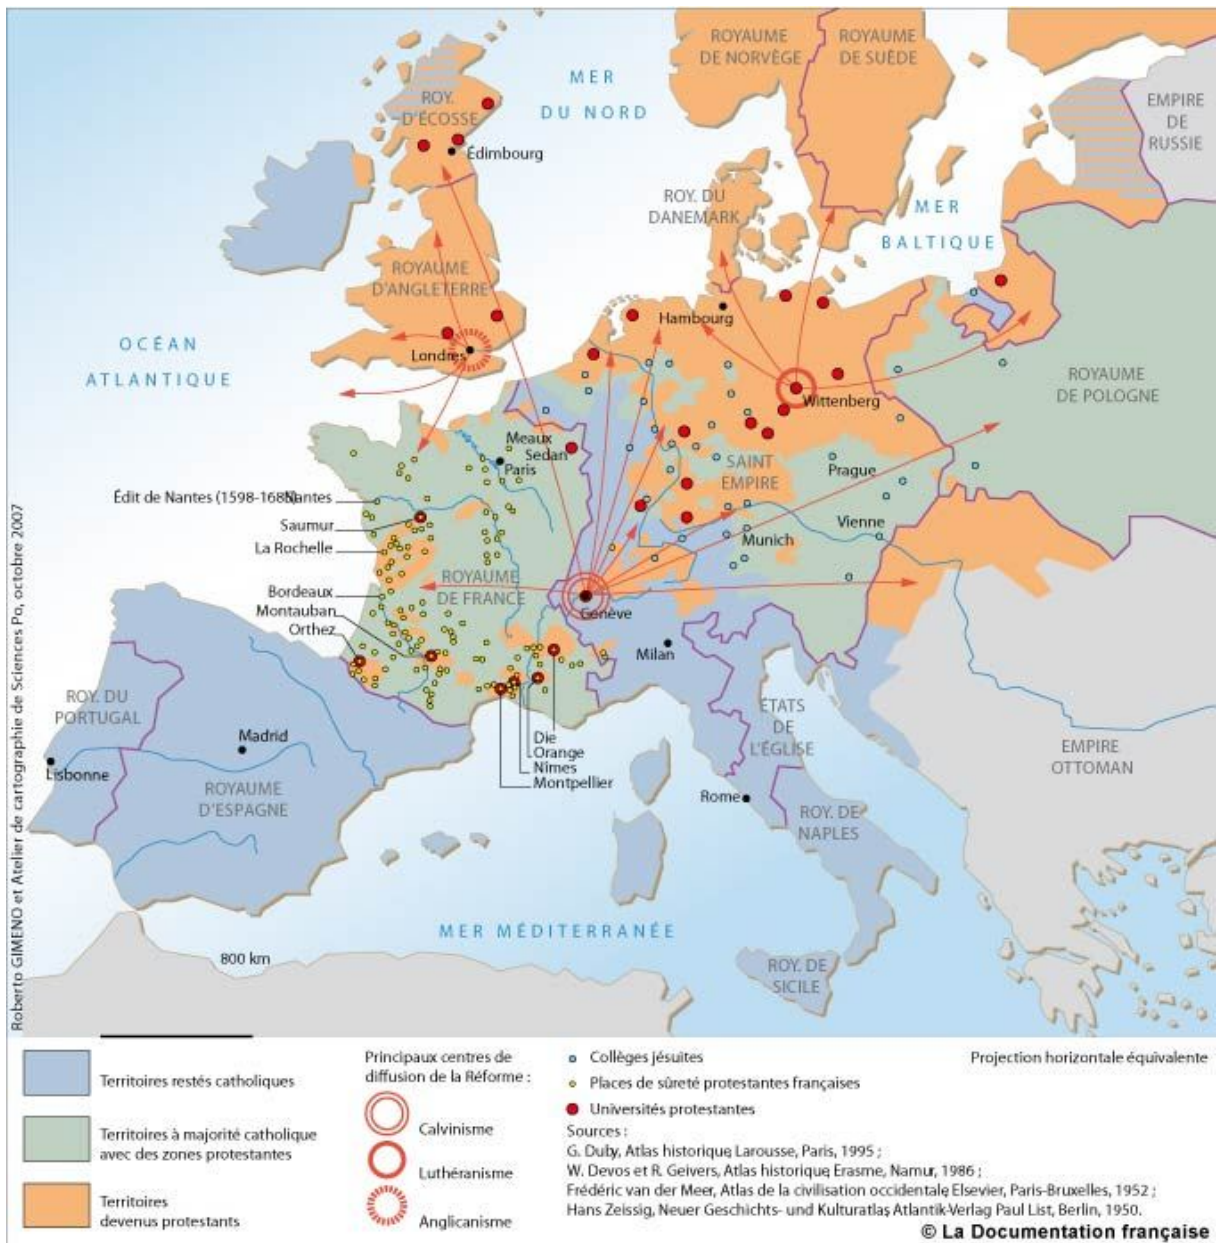 ROYAUME
DE NORVÈGE
ROYAUME
DE SUÈDE
MER
DU NORD
EMPIRE
DE
RUSSIE
ROY.
D'ÉCOSSE
Édimbourg
ROY. DU
DANEMARK
MER
BALTIQUE
ROYAUME
D'ANGLETERRE
Hambourg
OCÉAN
ATLANTIQUE
Londres
Wittenberg
ROYAUME
DE POLOGNE
Meaux
Sedan
Paris
SAINT
EMPIRE
Prague
Édit de Nantes (1598-1685)
Nantes
Saumur
Vienne
Munich
La Rochelle
ROYAUME
DE FRANCE
Bordeaux
Montauban
Orthez
Genève
Milan
ROY. DU
PORTUGAL
Madrid
Lisbonne
ROYAUME
D'ESPAGNE
Die
Orange
Nîmes
Montpellier
ÉTATS
DE
L'ÉGLISE
Rome
ROY. DE
NAPLES
EMPIRE
OTTOMAN
MER MÉDITERRANÉE
ROY. DE
SICILE
800 km
Roberto GIMENO et Atelier de cartographie de Sciences Po, octobre 2007
Territoires restés catholiques
Territoires à majorité catholique
avec des zones protestantes
Territoires
devenus protestants
Principaux centres de
diffusion de la Réforme :
Calvinisme
Luthéranisme
Anglicanisme
Collèges jésuites
Places de sûreté protestantes françaises
Universités protestantes
Projection horizontale équivalente
Sources :
G. Duby, Atlas historique, Larousse, Paris, 1995 ;
W. Devos et R. Geivers, Atlas historique, Erasme, Namur, 1986 ;
Frédéric van der Meer, Atlas de la civilisation occidentale, Elsevier, Paris-Bruxelles, 1952 ;
Hans Zeissig, Neuer Geschichts- und Kulturatlas, Atlantik-Verlag Paul List, Berlin, 1950.
© La Documentation française